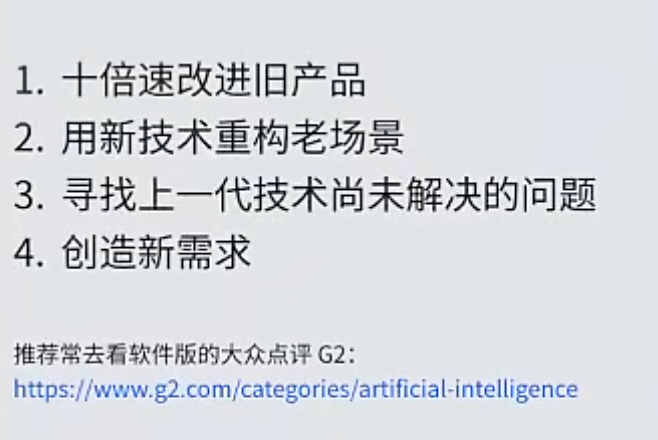 1. 十倍速改进旧产品
2. 用新技术重构老场景
3. 寻找上一代技术尚未解决的问题
4. 创造新需求
推荐常去看软件版的大众点评 G2：
https://www.g2.com/categories/artificial-intelligence